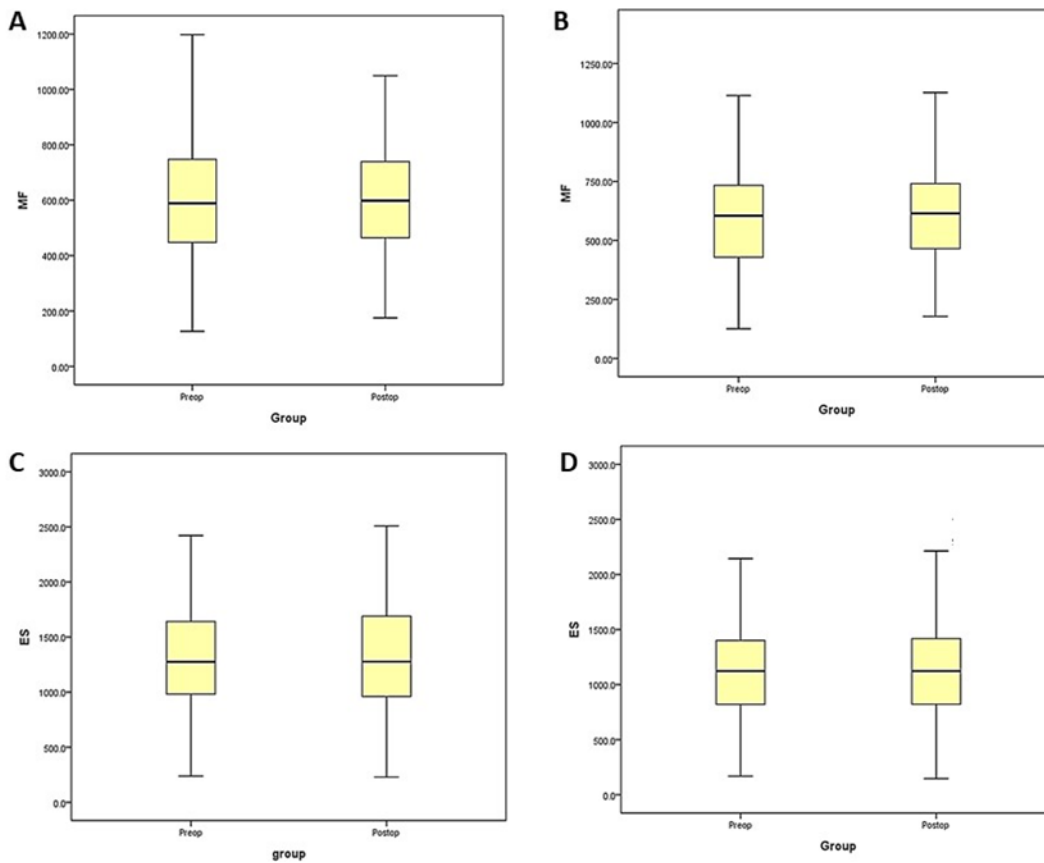 A
1200.00
1000.00
800.00
600.00
400.00
200.00
0.00
MF
Preop Postop
Group
B
1250.00
1000.00
750.00
500.00
250.00
0.00
MF
Preop Postop
Group
C
3000.0
2500.0
2000.0
1500.0
1000.0
500.0
0.0
ES
Preop Postop
group
D
3000.0
2500.0
2000.0
1500.0
1000.0
500.0
0.0
ES
Preop Postop
Group